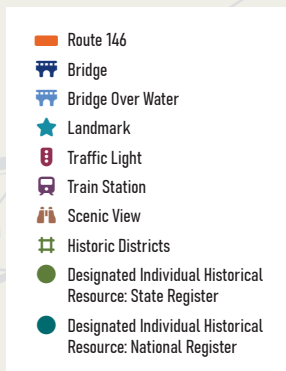 Route 146
Bridge
Bridge Over Water
Landmark
Traffic Light
Train Station
Scenic View
Historic Districts
Designated Individual Historical
Resource: State Register
Designated Individual Historical
Resource: National Register